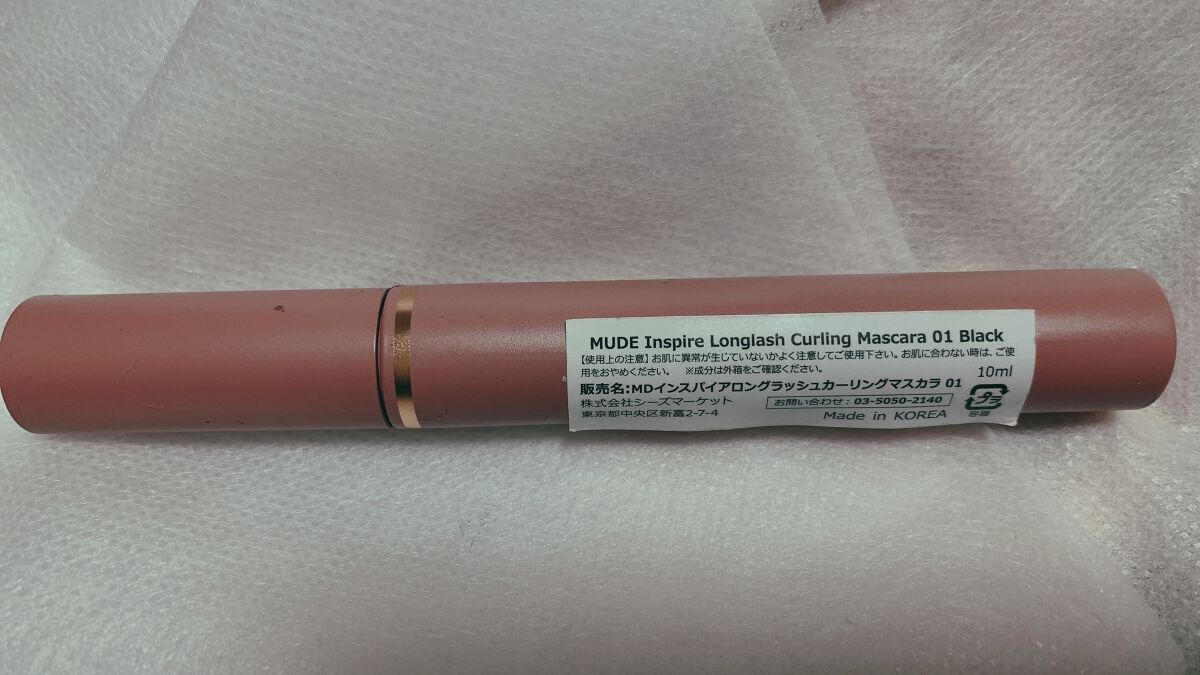 MUDE Inspire Longlash Curling Mascara 01 Black
【使用上の注意】お肌に異常が生じていないかよく注意してご使用下さい。お肌に合わない時は、ご使
用をおやめください。 ※成分は外箱をご確認ください。
10ml
販売名:MDインスパイアロングラッシュカーリングマスカラ 01
株式会社シーズマーケット
お問い合わせ:03-5050-2140
東京都中央区新富2-7-4
Made in KOREA
プラ
容器